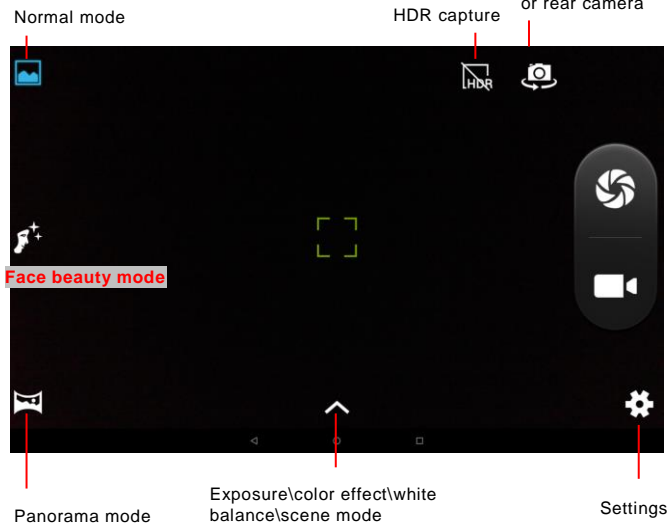 or rear camera
Normal mode
HDR capture
HDR
Face beauty mode
Exposure\color effect\white
balance\scene mode
Panorama mode
Settings